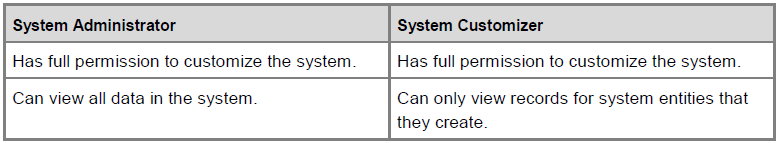 System Administrator
System Customizer
Has full permission to customize the system.
Has full permission to customize the system.
Can view all data in the system.
Can only view records for system entities that
they create.